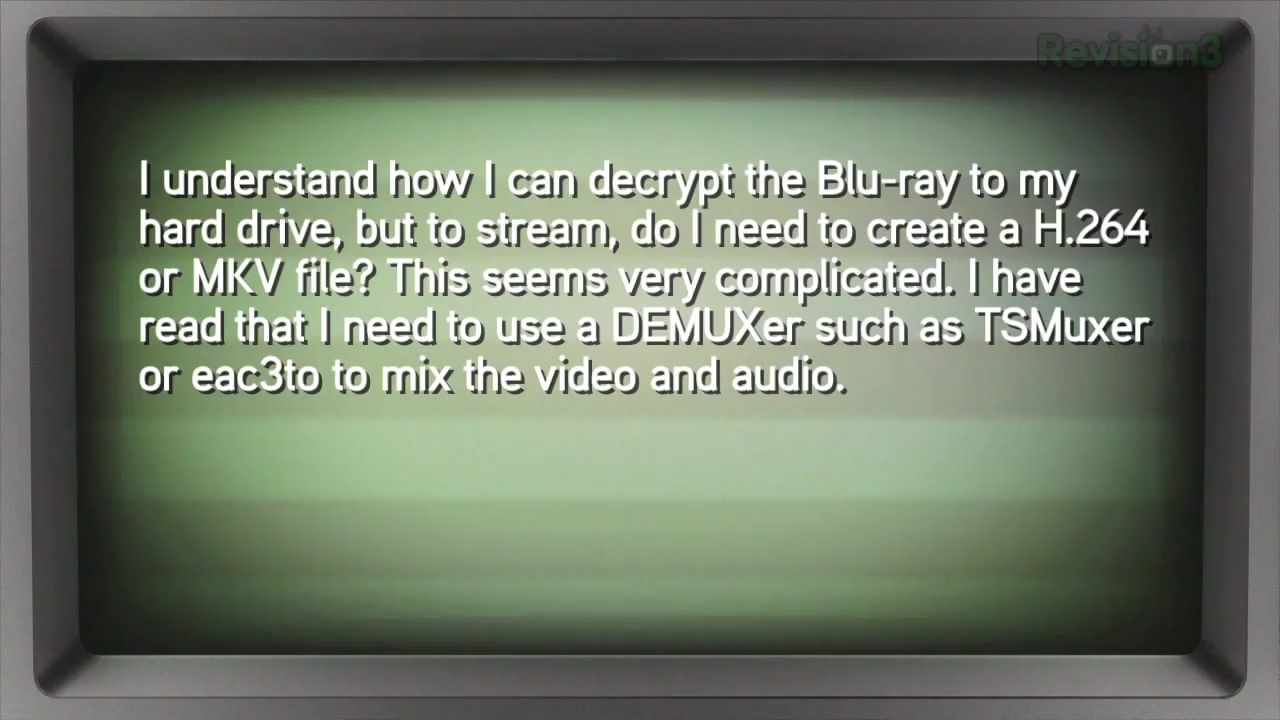 Revision3
I understand how I can decrypt the Blu-ray to my
hard drive, but to stream, do I need to create a H.264
or MKV file? This seems very complicated. I have
read that I need to use a DEMUXer such as TSMuxer
or eac3to to mix the video and audio.